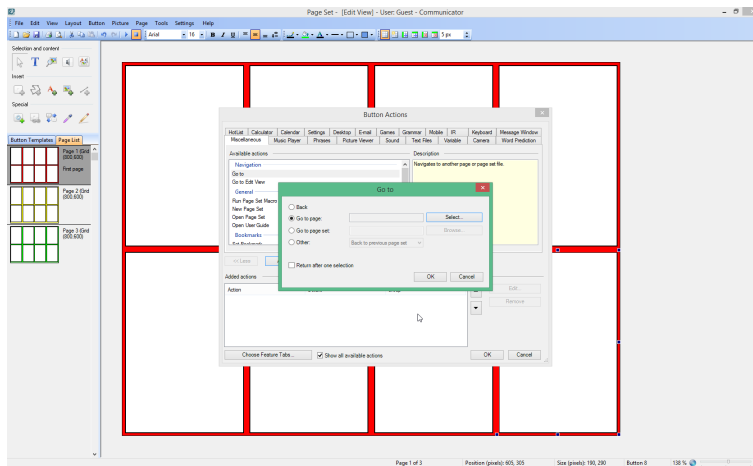 Page Set - [Edit View] - User: Guest - Communicator
File Edit View Layout Button Picture Page Tools Settings Help
Arial 16 B I U 5 px
Selection and content
T
Insert
Special
Button Templates Page List
Page 1 (Grid
(800,600)
First page
Page 2 (Grid
(800,600)
Page 3 (Grid
(800,600)
Button Actions
HotList Calculator Calendar Settings Desktop E-mail Games Grammar Mobile IR Keyboard Message Window
Miscellaneous Music Player Phrases Picture Viewer Sound Text Files Variable Camera Word Prediction
Available actions
Description
Navigation
Go to
Go to Edit View
General
Run Page Set Macro
New Page Set
Open Page Set
Open User Guide
Bookmarks
Set Bookmark
Navigates to another page or page set file.
<< Less
Added actions
Action
Edit...
Remove
Choose Feature Tabs...
Show all available actions
OK Cancel
Go to
Back
Go to page: Select...
Go to page set: Browse...
Other: Back to previous page set
Return after one selection
OK Cancel
Page 1 of 3 Position (pixels): 605, 305 Size (pixels): 190, 290 Button 8 138 %